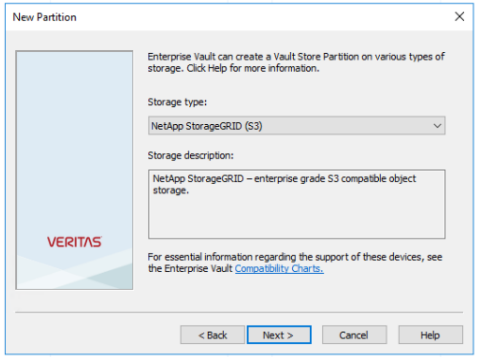 New Partition
Enterprise Vault can create a Vault Store Partition on various types of
storage. Click Help for more information.
Storage type:
NetApp StorageGRID (S3)
Storage description:
NetApp StorageGRID – enterprise grade S3 compatible object
storage.
VERITAS
For essential information regarding the support of these devices, see
the Enterprise Vault Compatibility Charts.
< Back
Next >
Cancel
Help